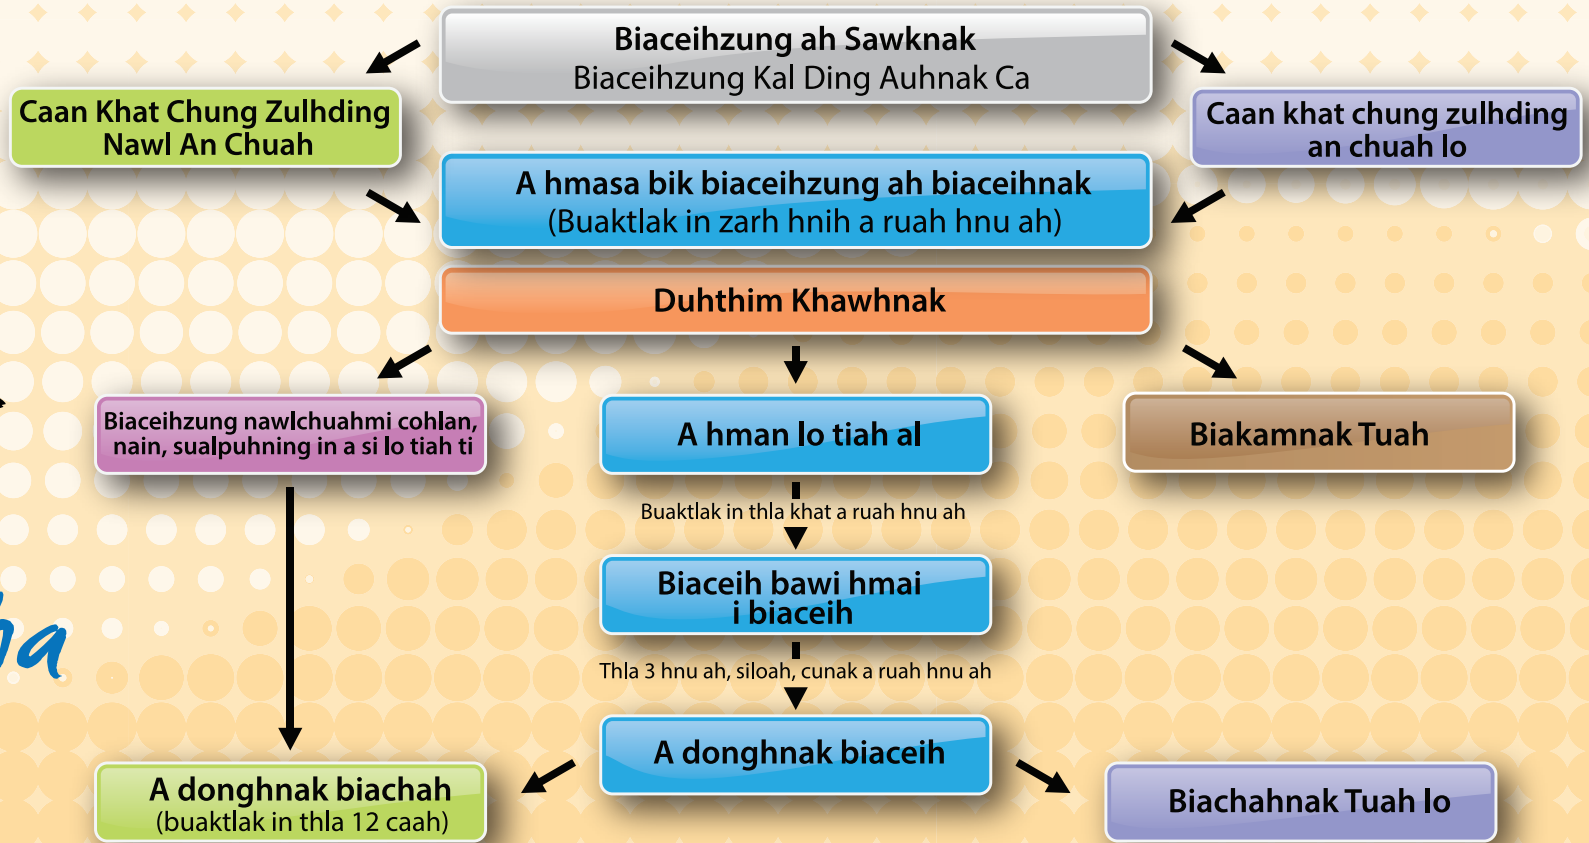 Biaceihzung ah Sawknak
Biaceihzung Kal Ding Auhnak Ca
Caan Khat Chung Zulhding
Nawl An Chuah
Caan khat chung zulhding
an chuah lo
A hmasa bik biaceihzung ah biaceihnak
(Buaktlak in zarh hnih a ruah hnu ah)
Duhthim Khawhnak
Biaceihzung nawlchuahmi cohlan,
nain, sualpuhning in a si lo tiah ti
A hman lo tiah al
Biakamnak Tuah
Buaktlak in thla khat a ruah hnu ah
Biaceih bawi hmai
i biaceih
Thla 3 hnu ah, siloah, cunak a ruah hnu ah
A donghnak biaceih
A donghnak biachah
(buaktlak in thla 12 caah)
Biachahnak Tuah lo